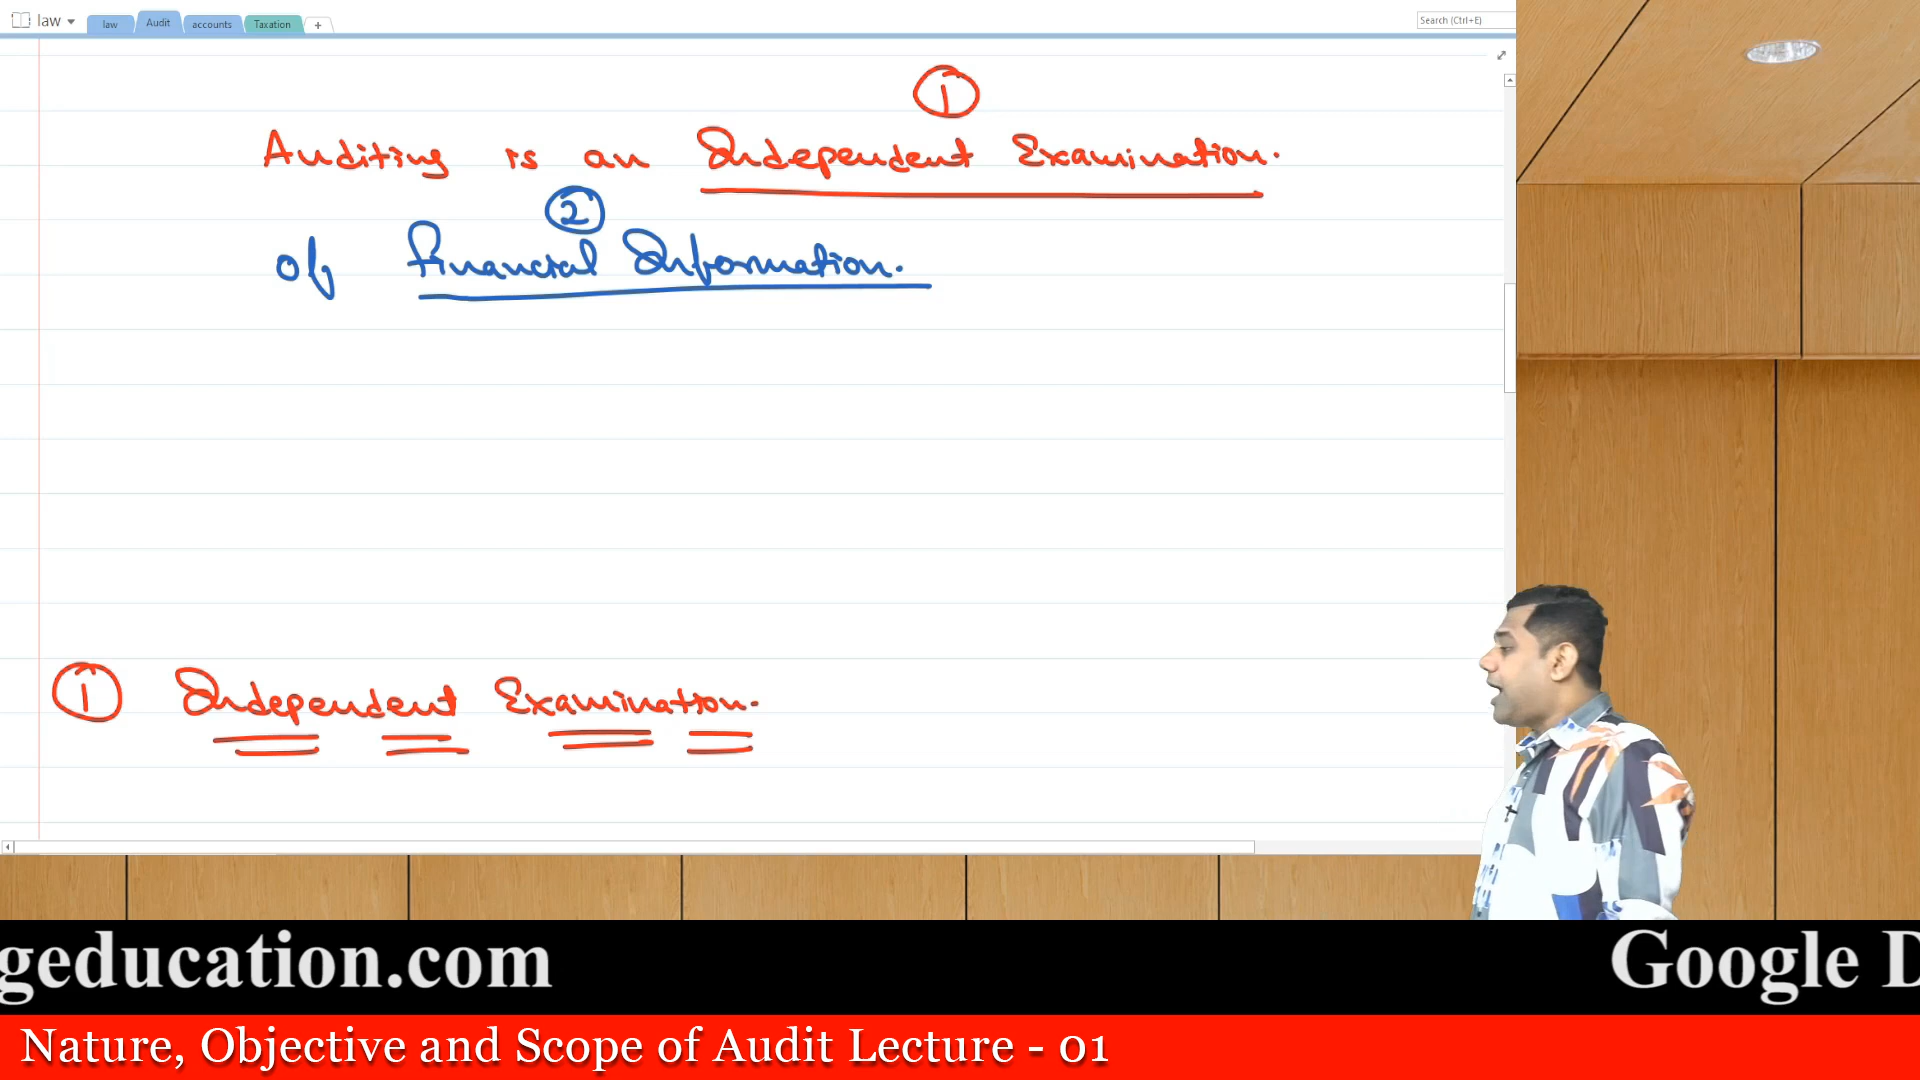 law
law Audit accounts Taxation +
Search (Ctrl+E)
1
Auditing is an Independent Examination.
2
of financial Information.
1 Independent Examination.
geducation.com
Google D
Nature, Objective and Scope of Audit Lecture - 01